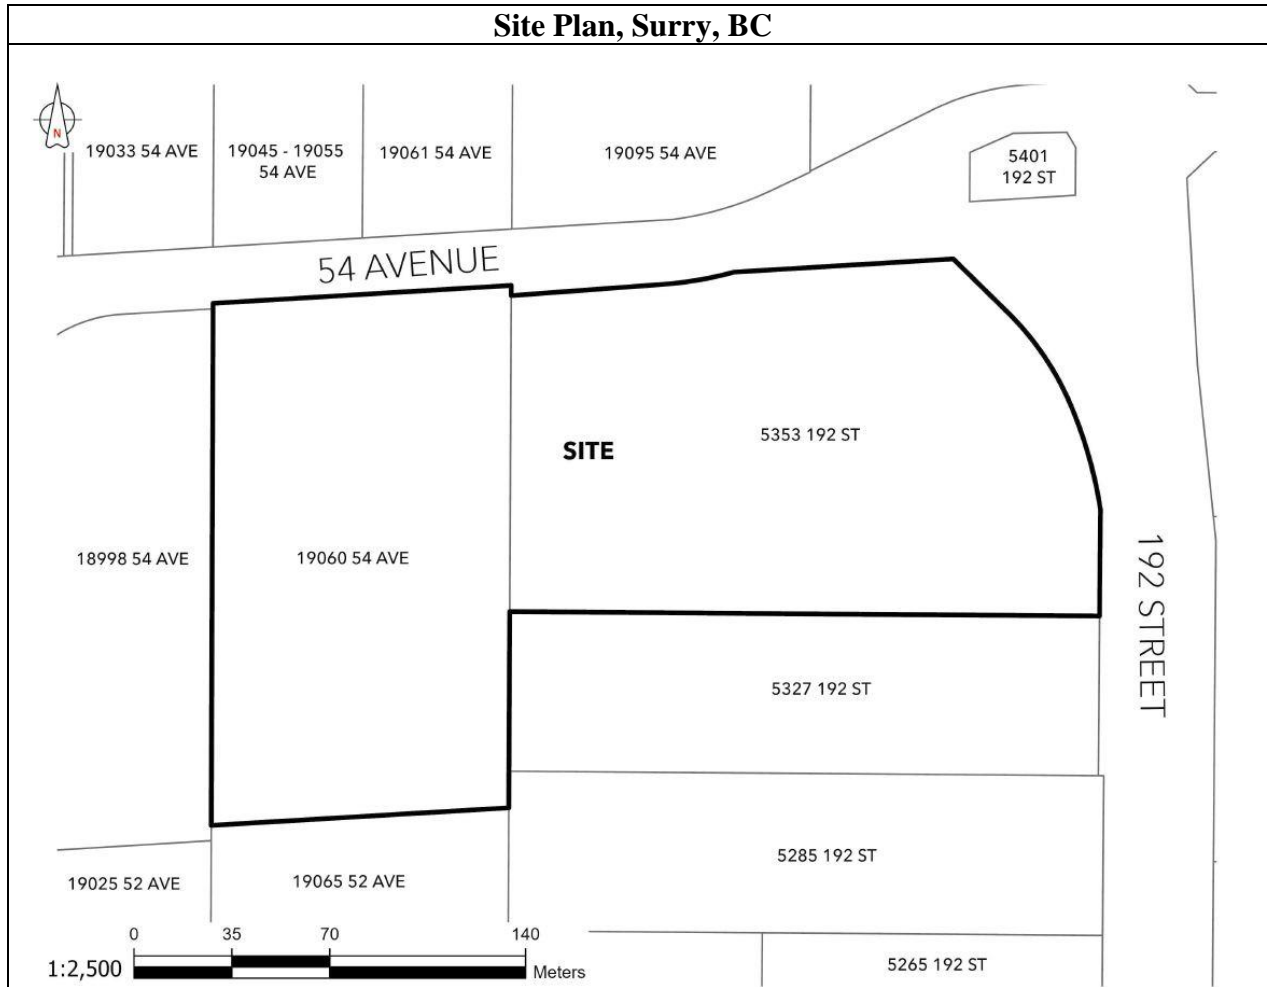 Site Plan, Surry, BC
N
19033 54 AVE
19045 - 19055
54 AVE
19061 54 AVE
19095 54 AVE
5401
192 ST
54 AVENUE
SITE
5353 192 ST
18998 54 AVE
19060 54 AVE
192 STREET
5327 192 ST
5285 192 ST
19025 52 AVE
19065 52 AVE
0 35 70 140
1:2,500 Meters
5265 192 ST